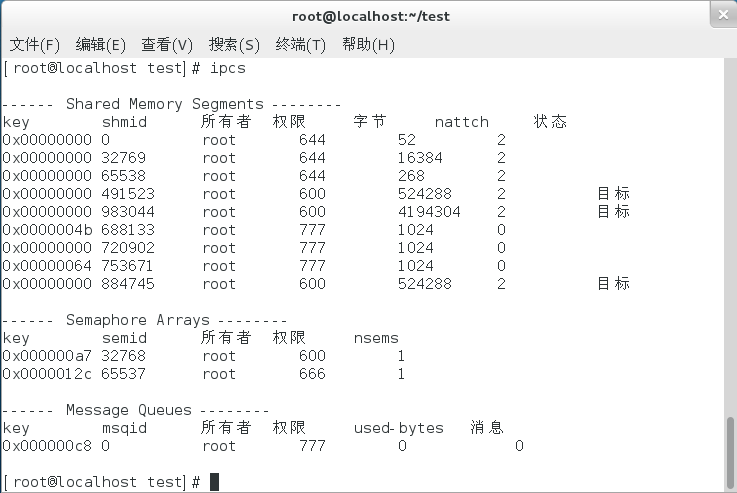 root@localhost:~/test
文件(F) 编辑(E) 查看(V) 搜索(S) 终端(T) 帮助(H)
[root@localhost test]# ipcs
------ Shared Memory Segments --------
key shmid 所有者 权限 字节 nattch 状态
0x00000000 0 root 644 52 2
0x00000000 32769 root 644 16384 2
0x00000000 65538 root 644 268 2
0x00000000 491523 root 600 524288 2 目标
0x00000000 983044 root 600 4194304 2 目标
0x0000004b 688133 root 777 1024 0
0x00000000 720902 root 777 1024 0
0x00000064 753671 root 777 1024 0
0x00000000 884745 root 600 524288 2 目标
------ Semaphore Arrays --------
key semid 所有者 权限 nsems
0x000000a7 32768 root 600 1
0x0000012c 65537 root 666 1
------ Message Queues --------
key msqid 所有者 权限 used-bytes 消息
0x000000c8 0 root 777 0 0
[root@localhost test]#